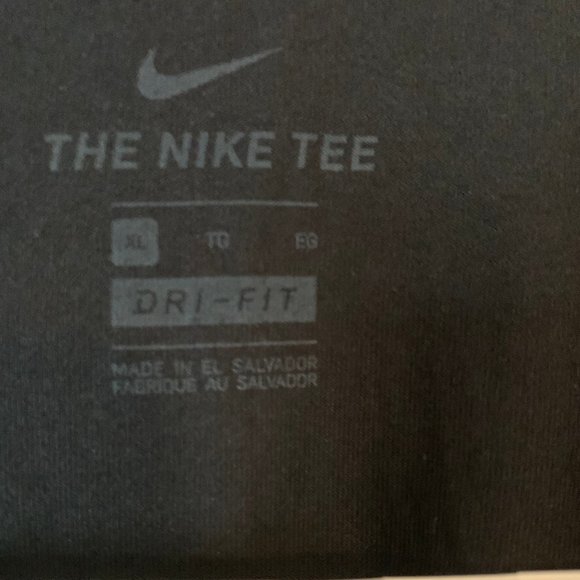 THE NIKE TEE
XL TG EG
DRI-FIT
MADE IN EL SALVADOR
FABRIQUE AU SALVADOR